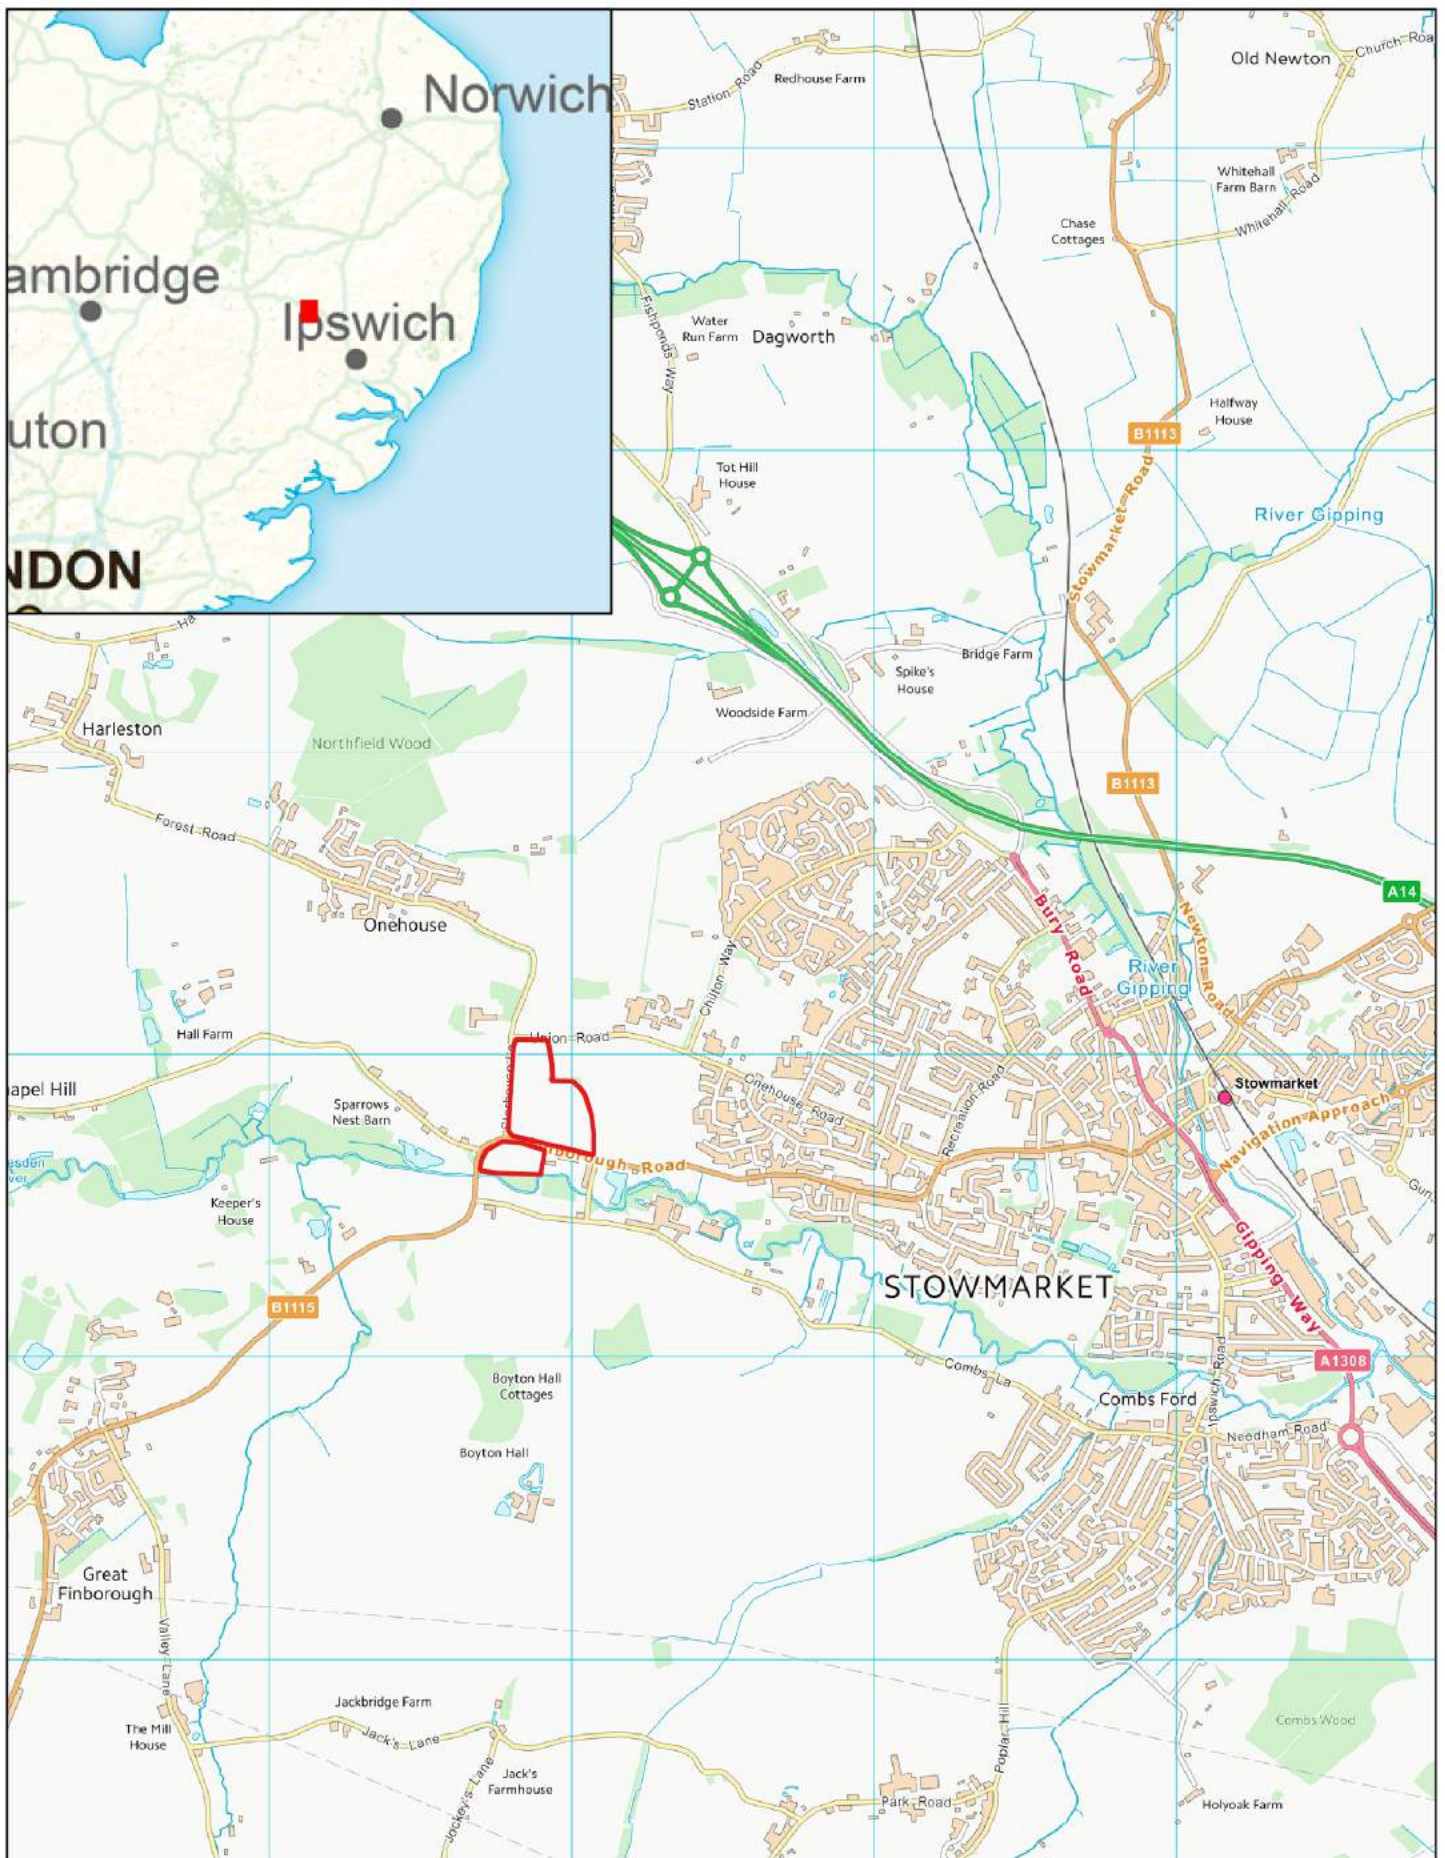 Norwich
ambridge
Ipswich
uton
NDON
Station Road
Redhouse Farm
Old Newton
Church Roa
Whitehall
Farm Barn
Whitehall Road
Chase
Cottages
Fishponds Way
Water
Run Farm
Dagworth
Halfway
House
B1113
Stowmarket Road
Tot Hill
House
River Gipping
Ha
Bridge Farm
Spike's
House
Woodside Farm
Harleston
Northfield Wood
B1113
Forest Road
A14
Onehouse
Bury Road
Newton Road
Chilton Way
River
Gipping
Hall Farm
Union Road
hapel Hill
Sparrows
Nest Barn
Onehouse Road
Recreation Road
Stowmarket
Navigation Approach
nborough Road
esden
ver
Keeper's
House
Gun
Gipping Way
STOWMARKET
B1115
A1308
Combs La
Boyton Hall
Cottages
Combs Ford
Ipswich Road
Needham Road
Boyton Hall
Great
Finborough
Valley Lane
Jackbridge Farm
Jack's Lane
The Mill
House
Jack's
Farmhouse
Jockey's Lane
Poplar Hill
Park Road
Combs Wood
Holyoak Farm